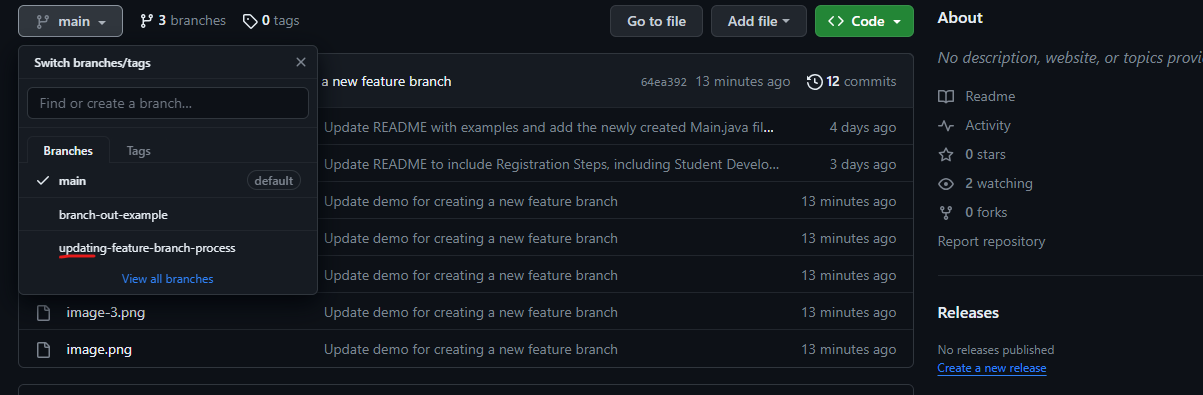 main
3 branches
0 tags
Go to file
Add file
Code
Switch branches/tags
Find or create a branch...
Branches
Tags
main
default
branch-out-example
updating-feature-branch-process
View all branches
a new feature branch
64ea392
13 minutes ago
12 commits
Update README with examples and add the newly created Main.java fil...
4 days ago
Update README to include Registration Steps, including Student Develo...
3 days ago
Update demo for creating a new feature branch
13 minutes ago
Update demo for creating a new feature branch
13 minutes ago
Update demo for creating a new feature branch
13 minutes ago
image-3.png
Update demo for creating a new feature branch
13 minutes ago
image.png
Update demo for creating a new feature branch
13 minutes ago
About
No description, website, or topics provi
Readme
Activity
0 stars
2 watching
0 forks
Report repository
Releases
No releases published
Create a new release